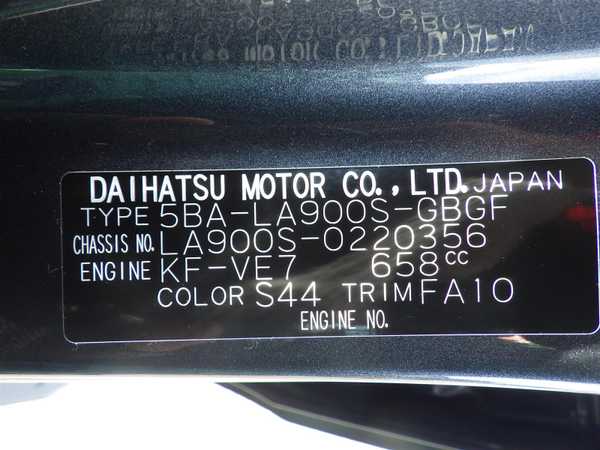 DAIHATSU MOTOR CO., LTD. JAPAN
TYPE 5BA-LA900S-GBGF
CHASSIS NO. LA900S-0220356
ENGINE KF-VE7 658cc
COLOR S44 TRIM FA10
ENGINE NO.